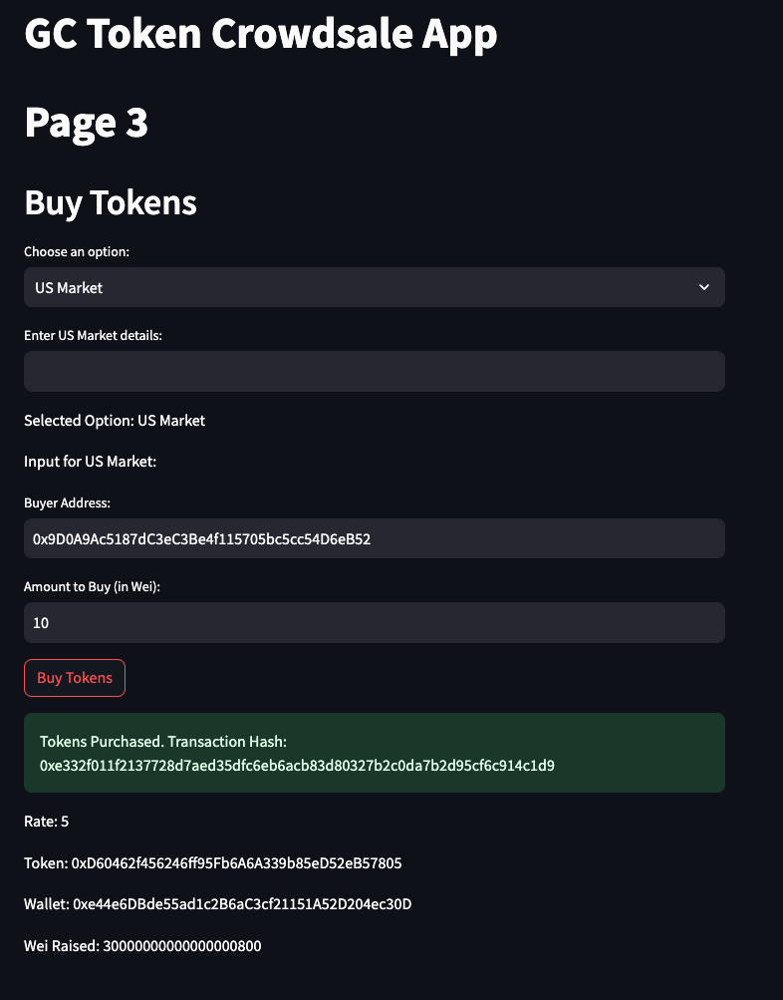 GC Token Crowdsale App
Page 3
Buy Tokens
Choose an option:
US Market
Enter US Market details:
Selected Option: US Market
Input for US Market:
Buyer Address:
0x9D0A9Ac5187dC3eC3Be4f115705bc5cc54D6eB52
Amount to Buy (in Wei):
10
Buy Tokens
Tokens Purchased. Transaction Hash:
0xe332f011f2137728d7aed35dfc6eb6acb83d80327b2c0da7b2d95cf6c914c1d9
Rate: 5
Token: 0xD60462f456246ff95Fb6A6A339b85eD52eB57805
Wallet: 0xe44e6DBde55ad1c2B6aC3cf21151A52D204ec30D
Wei Raised: 30000000000000000800